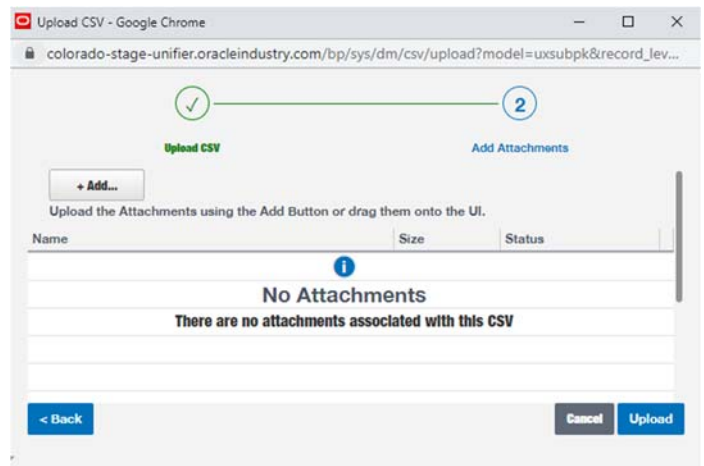 Upload CSV - Google Chrome
colorado-stage-unifier.oracleindustry.com/bp/sys/dm/csv/upload?model=uxsubpk&record_lev...
2
Upload CSV
Add Attachments
+ Add...
Upload the Attachments using the Add Button or drag them onto the UI.
Name Size Status
No Attachments
There are no attachments associated with this CSV
< Back Cancel Upload